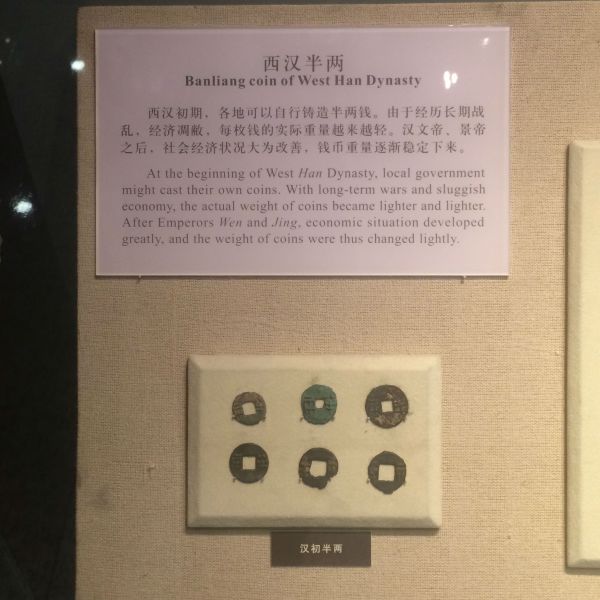 西汉半两
Banliang coin of West Han Dynasty
西汉初期，各地可以自行铸造半两钱。由于经历长期战
乱，经济凋敝，每枚钱的实际重量越来越轻。汉文帝、景帝
之后，社会经济状况大为改善，钱币重量逐渐稳定下来。
At the beginning of West Han Dynasty, local government
might cast their own coins. With long-term wars and sluggish
economy, the actual weight of coins became lighter and lighter.
After Emperors Wen and Jing, economic situation developed
greatly, and the weight of coins were thus changed lightly.
汉初半两